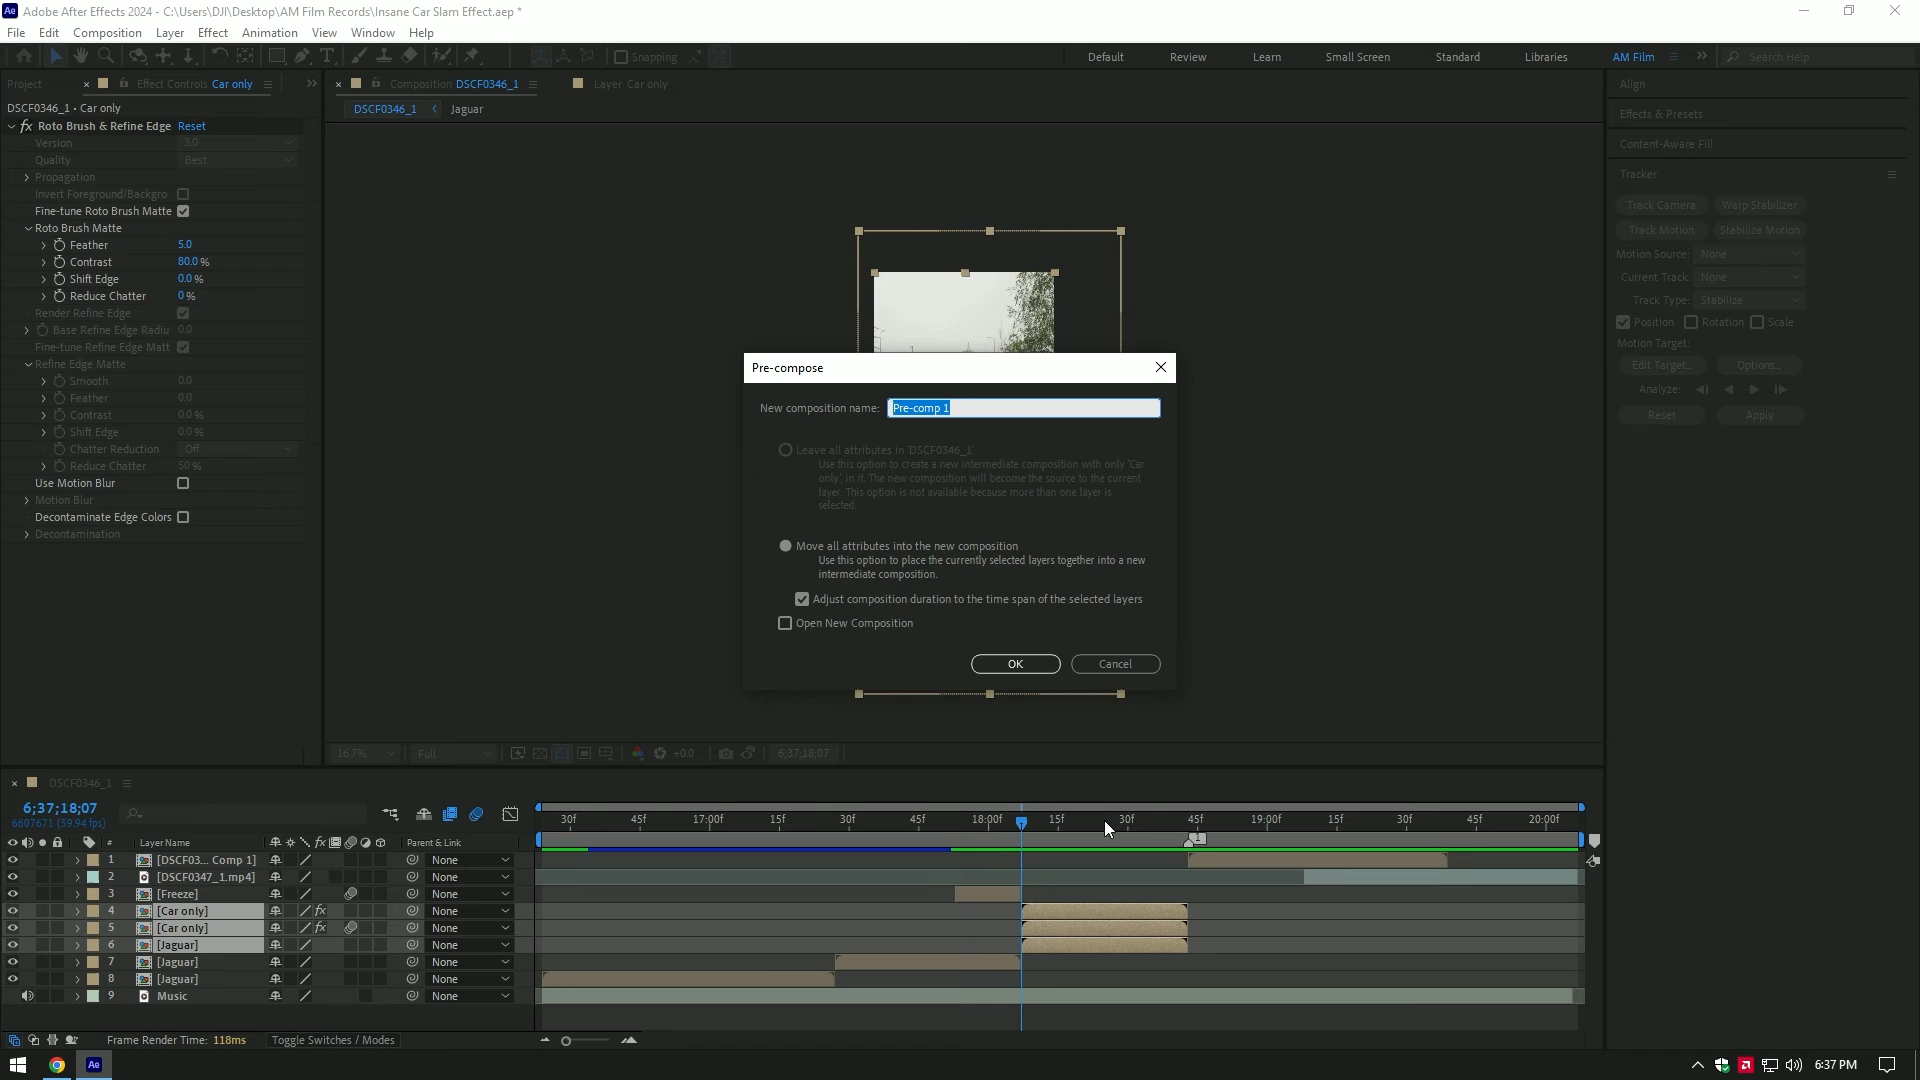 Adobe After Effects 2024 - C:\Users\DJI\Desktop\AM Film Records\Insane Car Slam Effect.aep *
File Edit Composition Layer Effect Animation View Window Help
Snapping
Default Review Learn Small Screen Standard Libraries AM Film Search Help
Project Effect Controls Car only
Composition DSCF0346_1 Layer Car only
DSCF0346_1 Jaguar
DSCF0346_1 • Car only
fx Roto Brush & Refine Edge Reset
Version 3.0
Quality Best
Propagation
Invert Foreground/Backgro
Fine-tune Roto Brush Matte
Roto Brush Matte
Feather 5.0
Contrast 80.0 %
Shift Edge 0.0 %
Reduce Chatter 0 %
Render Refine Edge
Base Refine Edge Radiu 0.0
Fine-tune Refine Edge Matt
Refine Edge Matte
Smooth 0.0
Feather 0.0
Contrast 0.0 %
Shift Edge 0.0 %
Chatter Reduction Off
Reduce Chatter 50 %
Use Motion Blur
Motion Blur
Decontaminate Edge Colors
Decontamination
Pre-compose
New composition name: Pre-comp 1
Leave all attributes in 'DSCF0346_1'
Use this option to create a new intermediate composition with only 'Car
only', in it. The new composition will become the source to the current
layer. This option is not available because more than one layer is
selected.
Move all attributes into the new composition
Use this option to place the currently selected layers together into a new
intermediate composition.
Adjust composition duration to the time span of the selected layers
Open New Composition
OK Cancel
Align
Effects & Presets
Content-Aware Fill
Tracker
Track Camera Warp Stabilizer
Track Motion Stabilize Motion
Motion Source: None
Current Track: None
Track Type: Stabilize
Position Rotation Scale
Motion Target:
Edit Target... Options...
Analyze:
Reset Apply
16.7% Full +0.0 6;37;18;07
DSCF0346_1
6;37;18;07
6607671 (59.94 fps)
30f 45f 17:00f 15f 30f 45f 18:00f 15f 30f 45f 19:00f 15f 30f 45f 20:00f
# Layer Name fx Parent & Link
1
1 [DSCF03... Comp 1] None
2 [DSCF0347_1.mp4] None
3 [Freeze] None
4 [Car only] fx None
5 [Car only] fx None
6 [Jaguar] None
7 [Jaguar] None
8 [Jaguar] None
9 Music None
Frame Render Time: 118ms Toggle Switches / Modes
Ae 6:37 PM